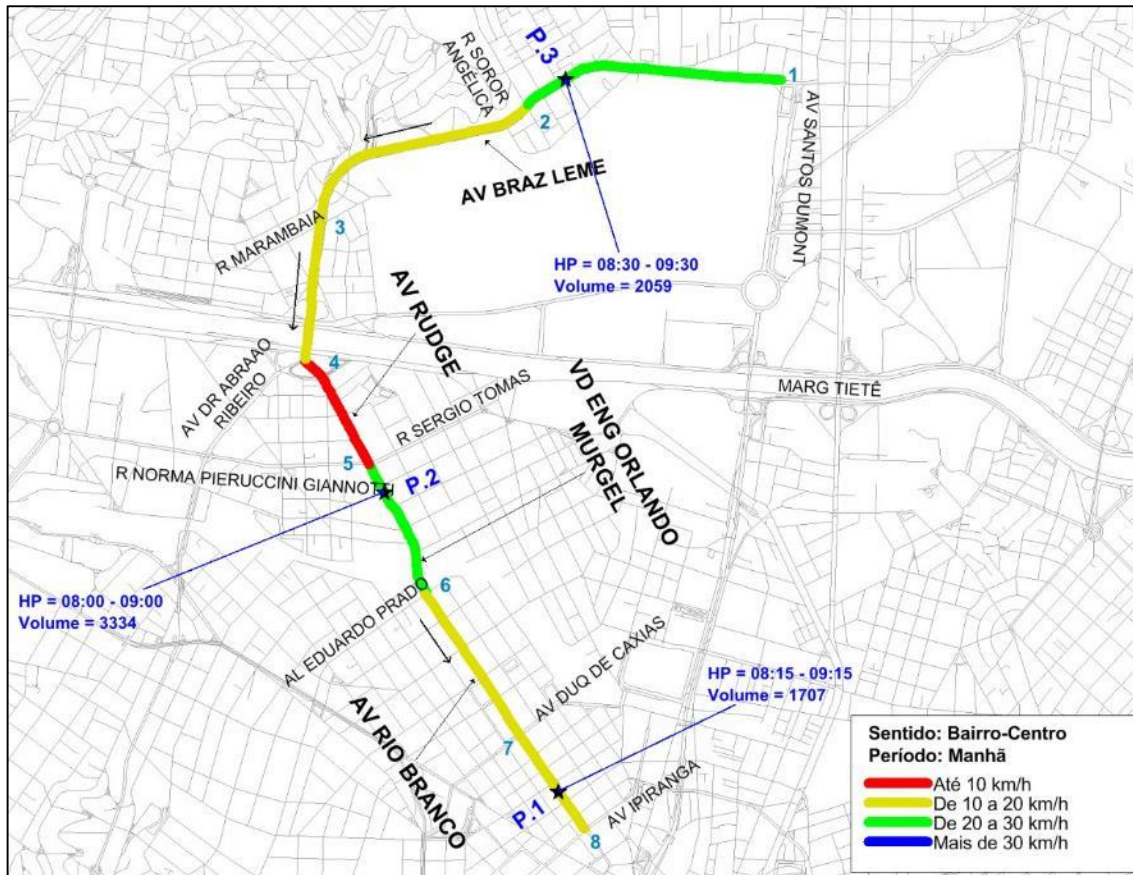 R SOROR
ANGÉLICA
P.3
1
2
AV SANTOS DUMONT
AV BRAZ LEME
R MARAMBAIA
3
HP = 08:30 - 09:30
Volume = 2059
AV RUDGE
4
AV DR ABRAAO
RIBEIRO
MARG TIETÊ
R SERGIO TOMAS
VD ENG ORLANDO
MURGEL
5
R NORMA PIERUCCINI GIANNOTTI
P.2
6
HP = 08:00 - 09:00
Volume = 3334
AL EDUARDO PRADO
AV DUQ DE CAXIAS
HP = 08:15 - 09:15
Volume = 1707
AV RIO BRANCO
7
P.1
AV IPIRANGA
8
Sentido: Bairro-Centro
Período: Manhã
Até 10 km/h
De 10 a 20 km/h
De 20 a 30 km/h
Mais de 30 km/h